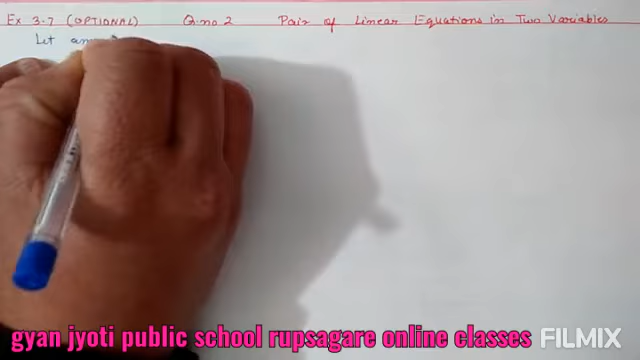 Ex 3.7 (OPTIONAL) Q.no 2 Pair of Linear Equations in Two Variables
Let
gyan jyoti public school rupsagare online classes FILMIX